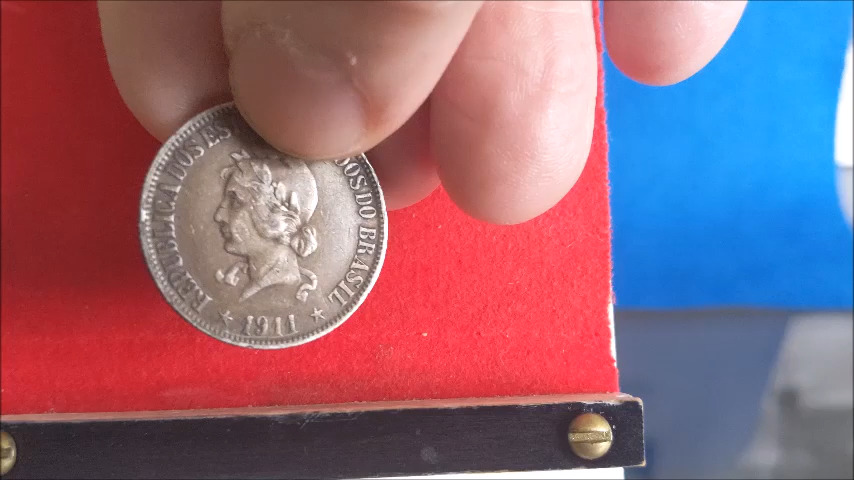 REPUBLICA DOS ES DOS DO BRASIL
★ 1911 ★